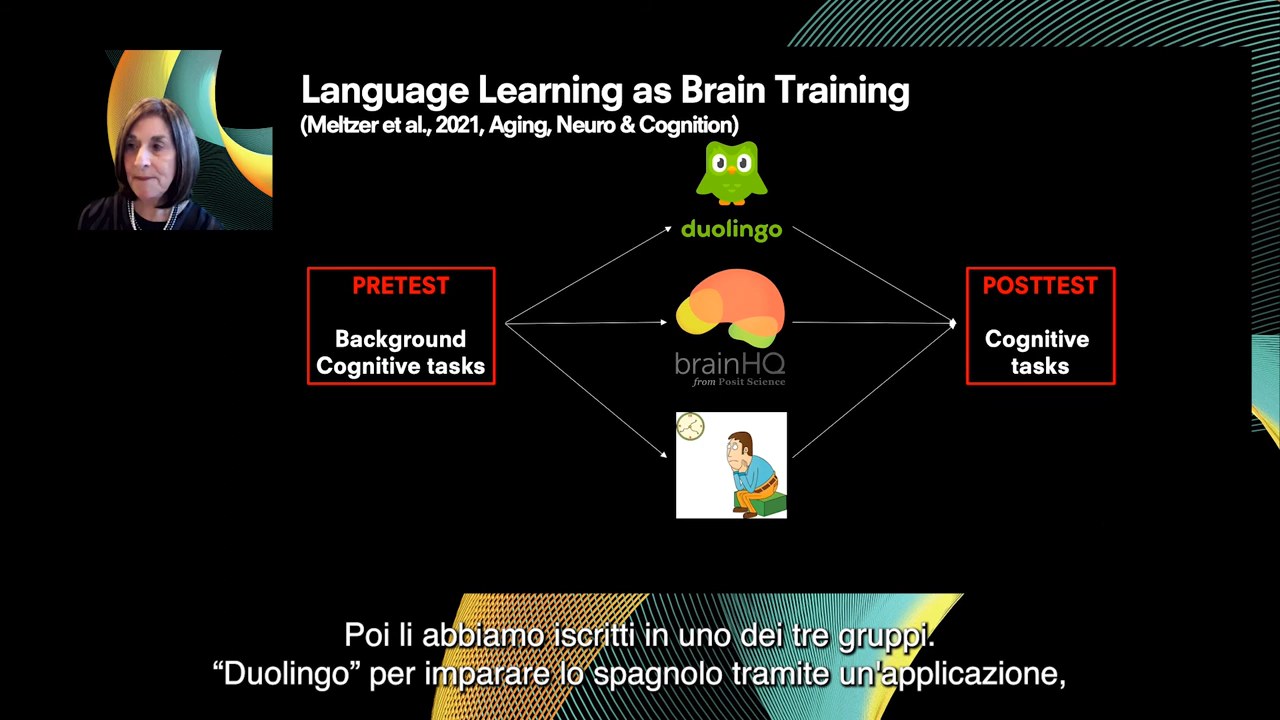 Language Learning as Brain Training
(Meltzer et al., 2021, Aging, Neuro & Cognition)
duolingo
PRETEST
Background
Cognitive tasks
brainHQ
from Posit Science
POSTTEST
Cognitive
tasks
Poi li abbiamo iscritti in uno dei tre gruppi.
“Duolingo” per imparare lo spagnolo tramite un'applicazione,